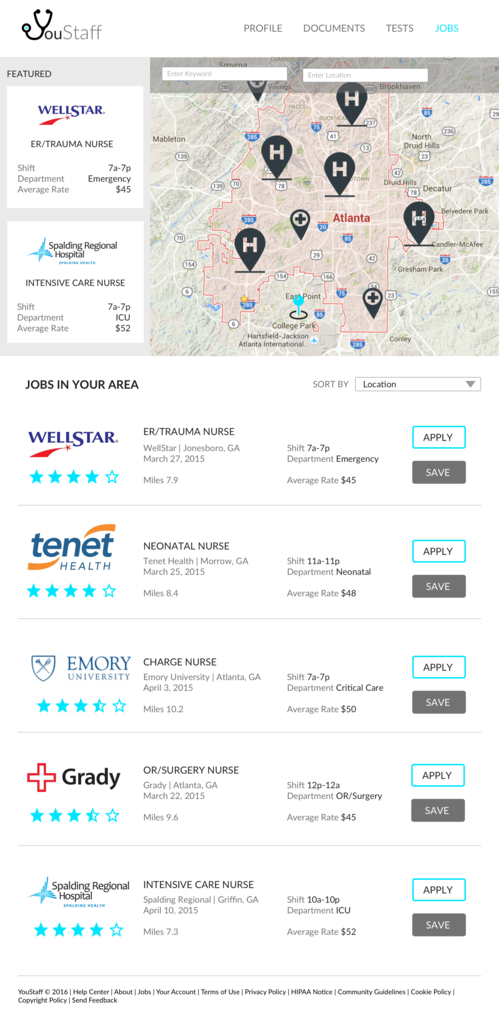 YouStaff
PROFILE DOCUMENTS TESTS JOBS
FEATURED
WELLSTAR
ER/TRAUMA NURSE
Shift 7a-7p
Department Emergency
Average Rate $45
Spalding Regional
Hospital
SPALDING HEALTH
INTENSIVE CARE NURSE
Shift 7a-7p
Department ICU
Average Rate $52
Smyrna
Enter Keyword
Enter Location
Vinings
Brookhaven
Mableton
North
Druid Hills
Druid Hills
Decatur
Atlanta
Belvedere Park
Candler-McAfee
Gresham Park
East Point
College Park
Hartsfield-Jackson
Atlanta International
Conley
JOBS IN YOUR AREA
SORT BY Location
WELLSTAR
ER/TRAUMA NURSE
WellStar | Jonesboro, GA
March 27, 2015
Miles 7.9
Shift 7a-7p
Department Emergency
Average Rate $45
APPLY
SAVE
tenet
HEALTH
NEONATAL NURSE
Tenet Health | Morrow, GA
March 25, 2015
Miles 8.4
Shift 11a-11p
Department Neonatal
Average Rate $48
APPLY
SAVE
EMORY
UNIVERSITY
CHARGE NURSE
Emory University | Atlanta, GA
April 3, 2015
Miles 10.2
Shift 7a-7p
Department Critical Care
Average Rate $50
APPLY
SAVE
Grady
OR/SURGERY NURSE
Grady | Atlanta, GA
March 22, 2015
Miles 9.6
Shift 12p-12a
Department OR/Surgery
Average Rate $45
APPLY
SAVE
Spalding Regional
Hospital
SPALDING HEALTH
INTENSIVE CARE NURSE
Spalding Regional | Griffin, GA
April 10, 2015
Miles 7.3
Shift 10a-10p
Department ICU
Average Rate $52
APPLY
SAVE
YouStaff © 2016 | Help Center | About | Jobs | Your Account | Terms of Use | Privacy Policy | HIPAA Notice | Community Guidelines | Cookie Policy |
Copyright Policy | Send Feedback